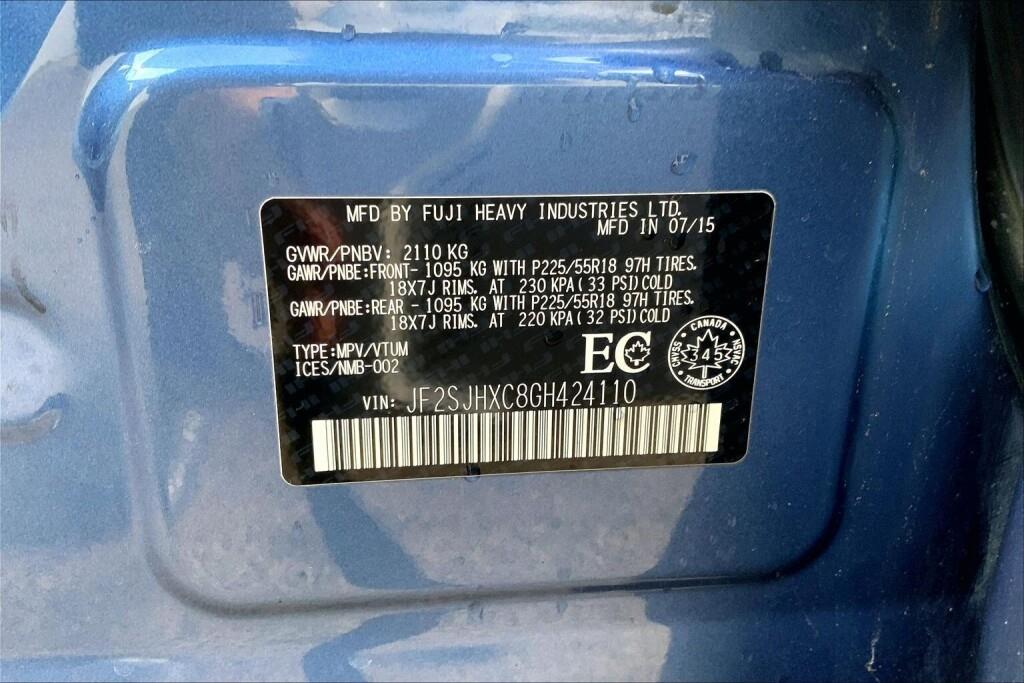 MFD BY FUJI HEAVY INDUSTRIES LTD.
MFD IN 07/15
GVWR/PNBV: 2110 KG
GAWR/PNBE:FRONT- 1095 KG WITH P225/55R18 97H TIRES.
18X7J RIMS. AT 230 KPA(33 PSI)COLD
GAWR/PNBE:REAR - 1095 KG WITH P225/55R18 97H TIRES.
18X7J RIMS. AT 220 KPA(32 PSI)COLD
TYPE:MPV/VTUM
ICES/NMB-002
EC
CANADA
CMVSS
345
NSVAC
TRANSPORT
VIN: JF2SJHXC8GH424110